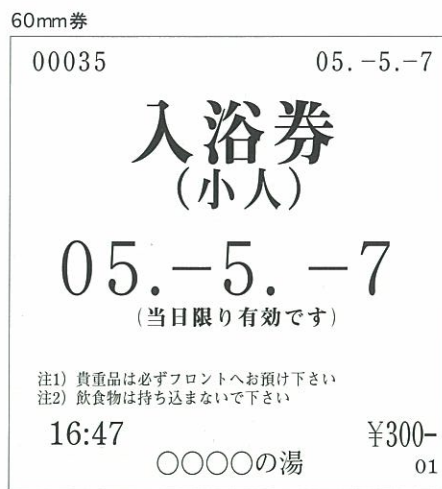 60mm券
00035 05.-5.-7
入浴券
(小人)
05.-5.-7
(当日限り有効です)
注1) 貴重品は必ずフロントへお預け下さい
注2) 飲食物は持ち込まないで下さい
16:47 ¥300-
○○○○の湯 01